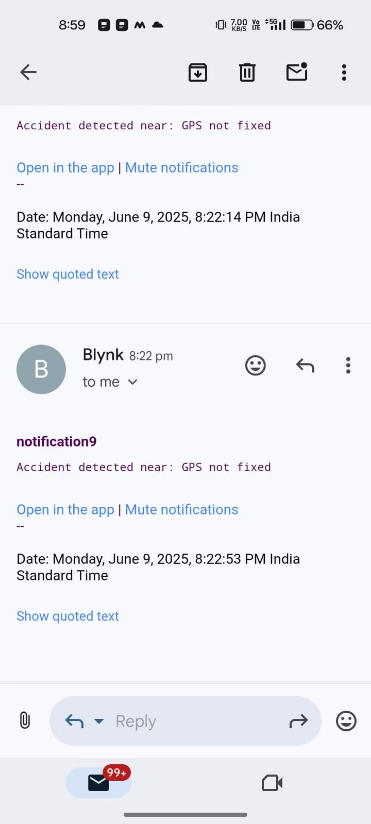 8:59
7.00 KB/S
Vo LTE
5G
66%
Accident detected near: GPS not fixed
Open in the app | Mute notifications
--
Date: Monday, June 9, 2025, 8:22:14 PM India
Standard Time
Show quoted text
B
Blynk 8:22 pm
to me
notification9
Accident detected near: GPS not fixed
Open in the app | Mute notifications
--
Date: Monday, June 9, 2025, 8:22:53 PM India
Standard Time
Show quoted text
Reply
99+